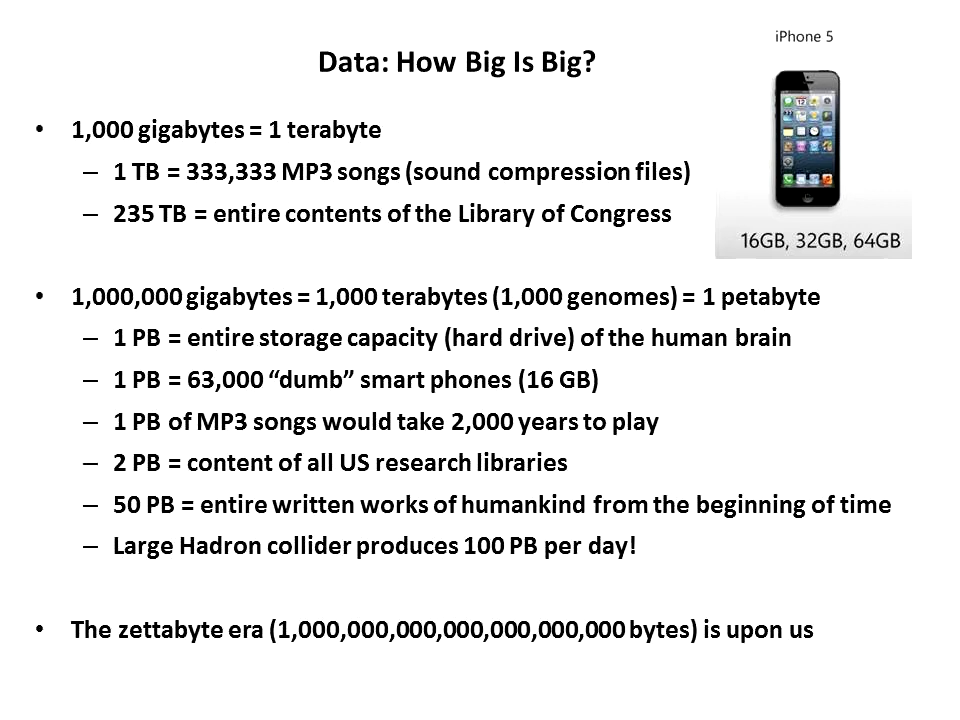 iPhone 5
Data: How Big Is Big?
• 1,000 gigabytes = 1 terabyte
– 1 TB = 333,333 MP3 songs (sound compression files)
– 235 TB = entire contents of the Library of Congress
16GB, 32GB, 64GB
• 1,000,000 gigabytes = 1,000 terabytes (1,000 genomes) = 1 petabyte
– 1 PB = entire storage capacity (hard drive) of the human brain
– 1 PB = 63,000 “dumb” smart phones (16 GB)
– 1 PB of MP3 songs would take 2,000 years to play
– 2 PB = content of all US research libraries
– 50 PB = entire written works of humankind from the beginning of time
– Large Hadron collider produces 100 PB per day!
• The zettabyte era (1,000,000,000,000,000,000,000 bytes) is upon us